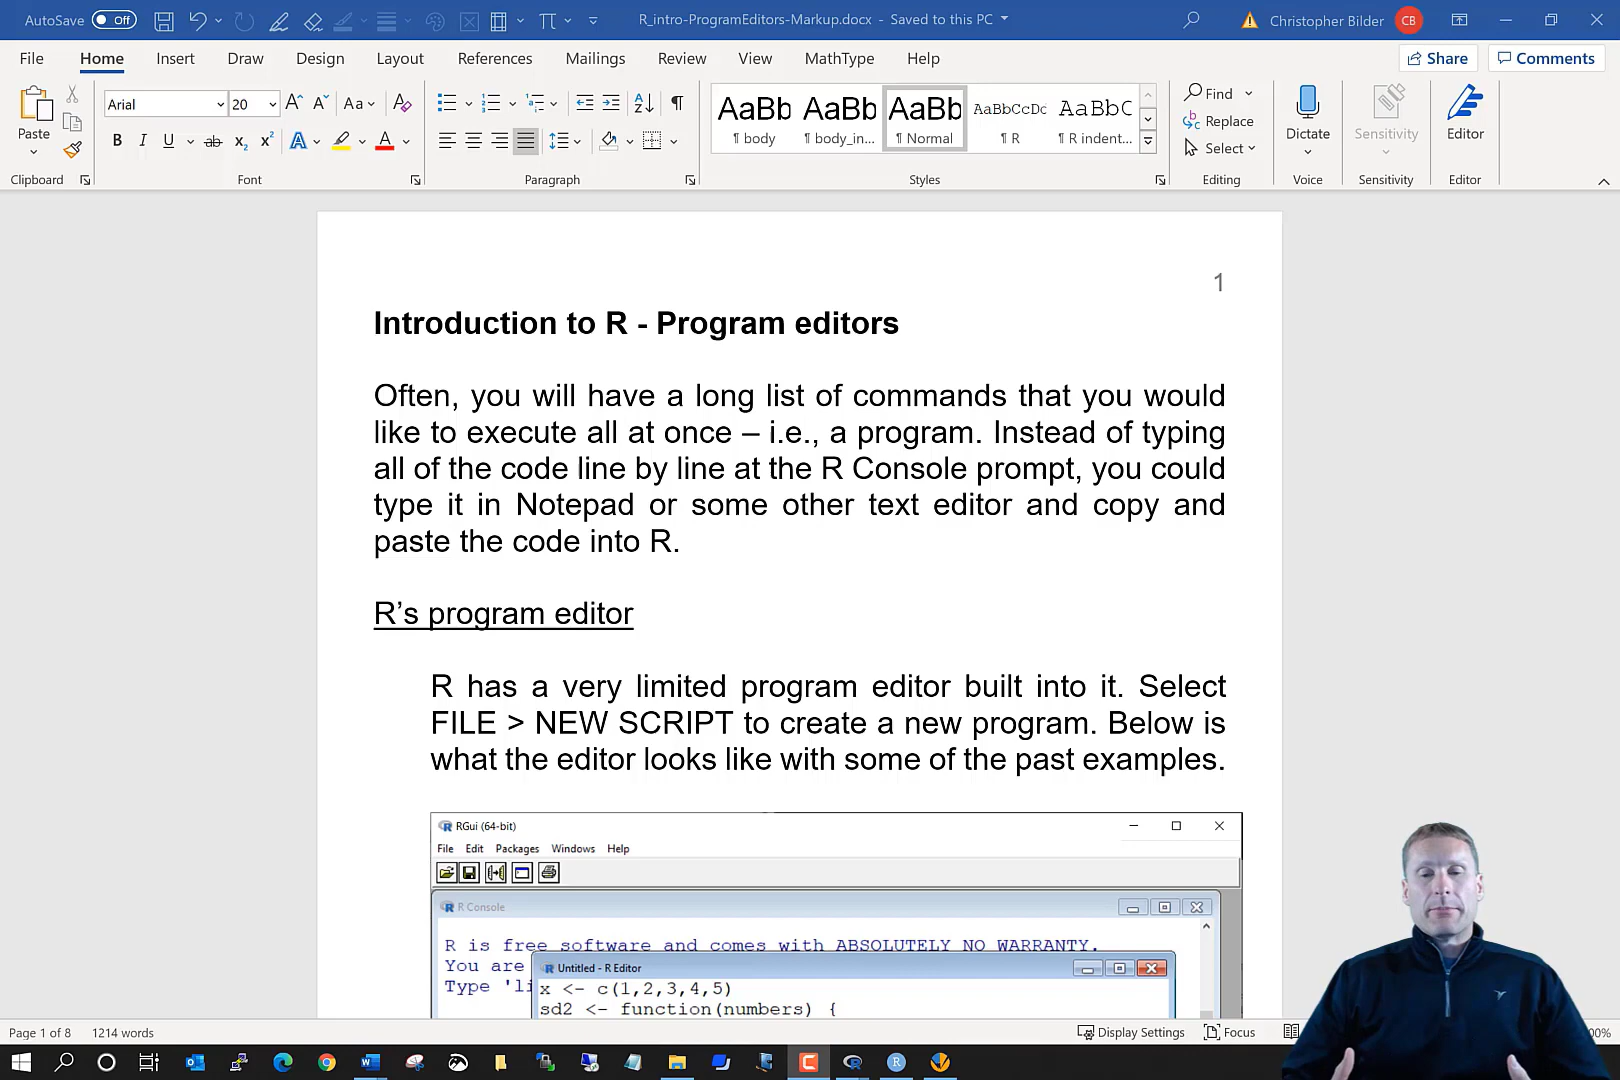 AutoSave Off R_intro-ProgramEditors-Markup.docx - Saved to this PC Christopher Bilder CB
File Home Insert Draw Design Layout References Mailings Review View MathType Help Share Comments
Arial 20 Aa
AaBb AaBb AaBb AaBbCcDc AaBbC
Find
Paste
Replace
Dictate Sensitivity Editor
B I U ab x₂ x² A A
¶ body ¶ body_in... ¶ Normal ¶ R ¶ R indent...
Select
Clipboard Font Paragraph Styles Editing Voice Sensitivity Editor
1
Introduction to R - Program editors
Often, you will have a long list of commands that you would
like to execute all at once – i.e., a program. Instead of typing
all of the code line by line at the R Console prompt, you could
type it in Notepad or some other text editor and copy and
paste the code into R.
R’s program editor
R has a very limited program editor built into it. Select
FILE > NEW SCRIPT to create a new program. Below is
what the editor looks like with some of the past examples.
RGui (64-bit)
File Edit Packages Windows Help
R Console
R is free software and comes with ABSOLUTELY NO WARRANTY.
You are
Untitled - R Editor
Type 'li
x <- c(1,2,3,4,5)
sd2 <- function(numbers) {
Page 1 of 8 1214 words Display Settings Focus